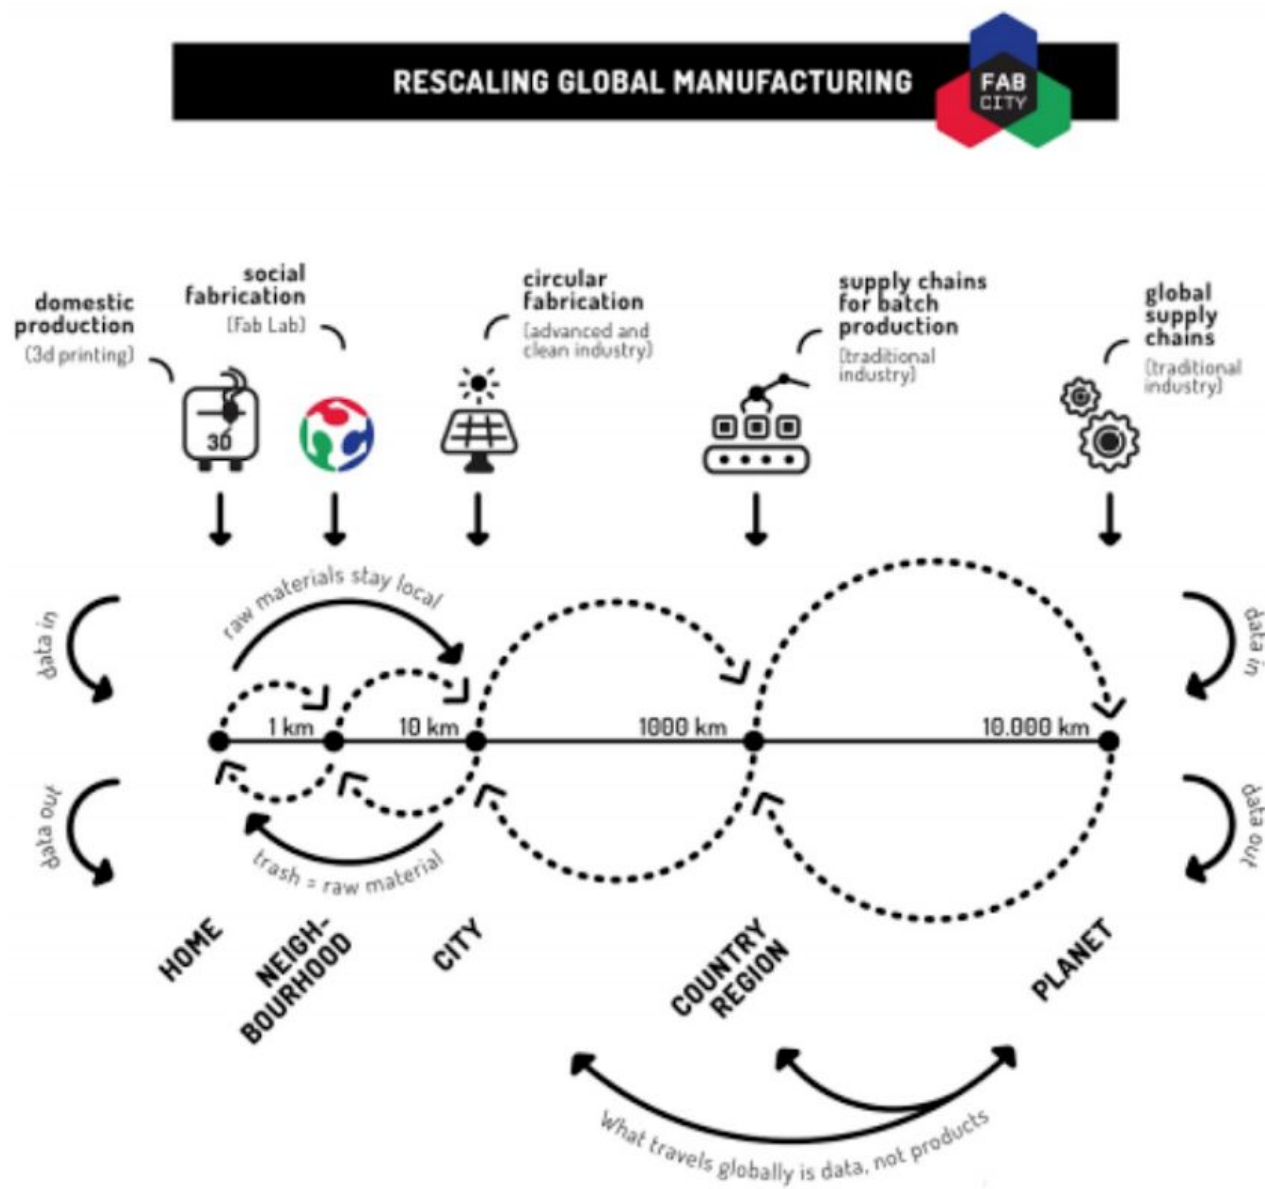 RESCALING GLOBAL MANUFACTURING
FAB
CITY
domestic
production
(3d printing)
social
fabrication
(Fab Lab)
circular
fabrication
(advanced and
clean industry)
supply chains
for batch
production
(traditional
industry)
global
supply
chains
(traditional
industry)
3D
data in
raw materials stay local
data in
1 km
10 km
1000 km
10.000 km
data out
trash = raw material
data out
HOME
NEIGH-
BOURHOOD
CITY
COUNTRY
REGION
PLANET
What travels globally is data, not products